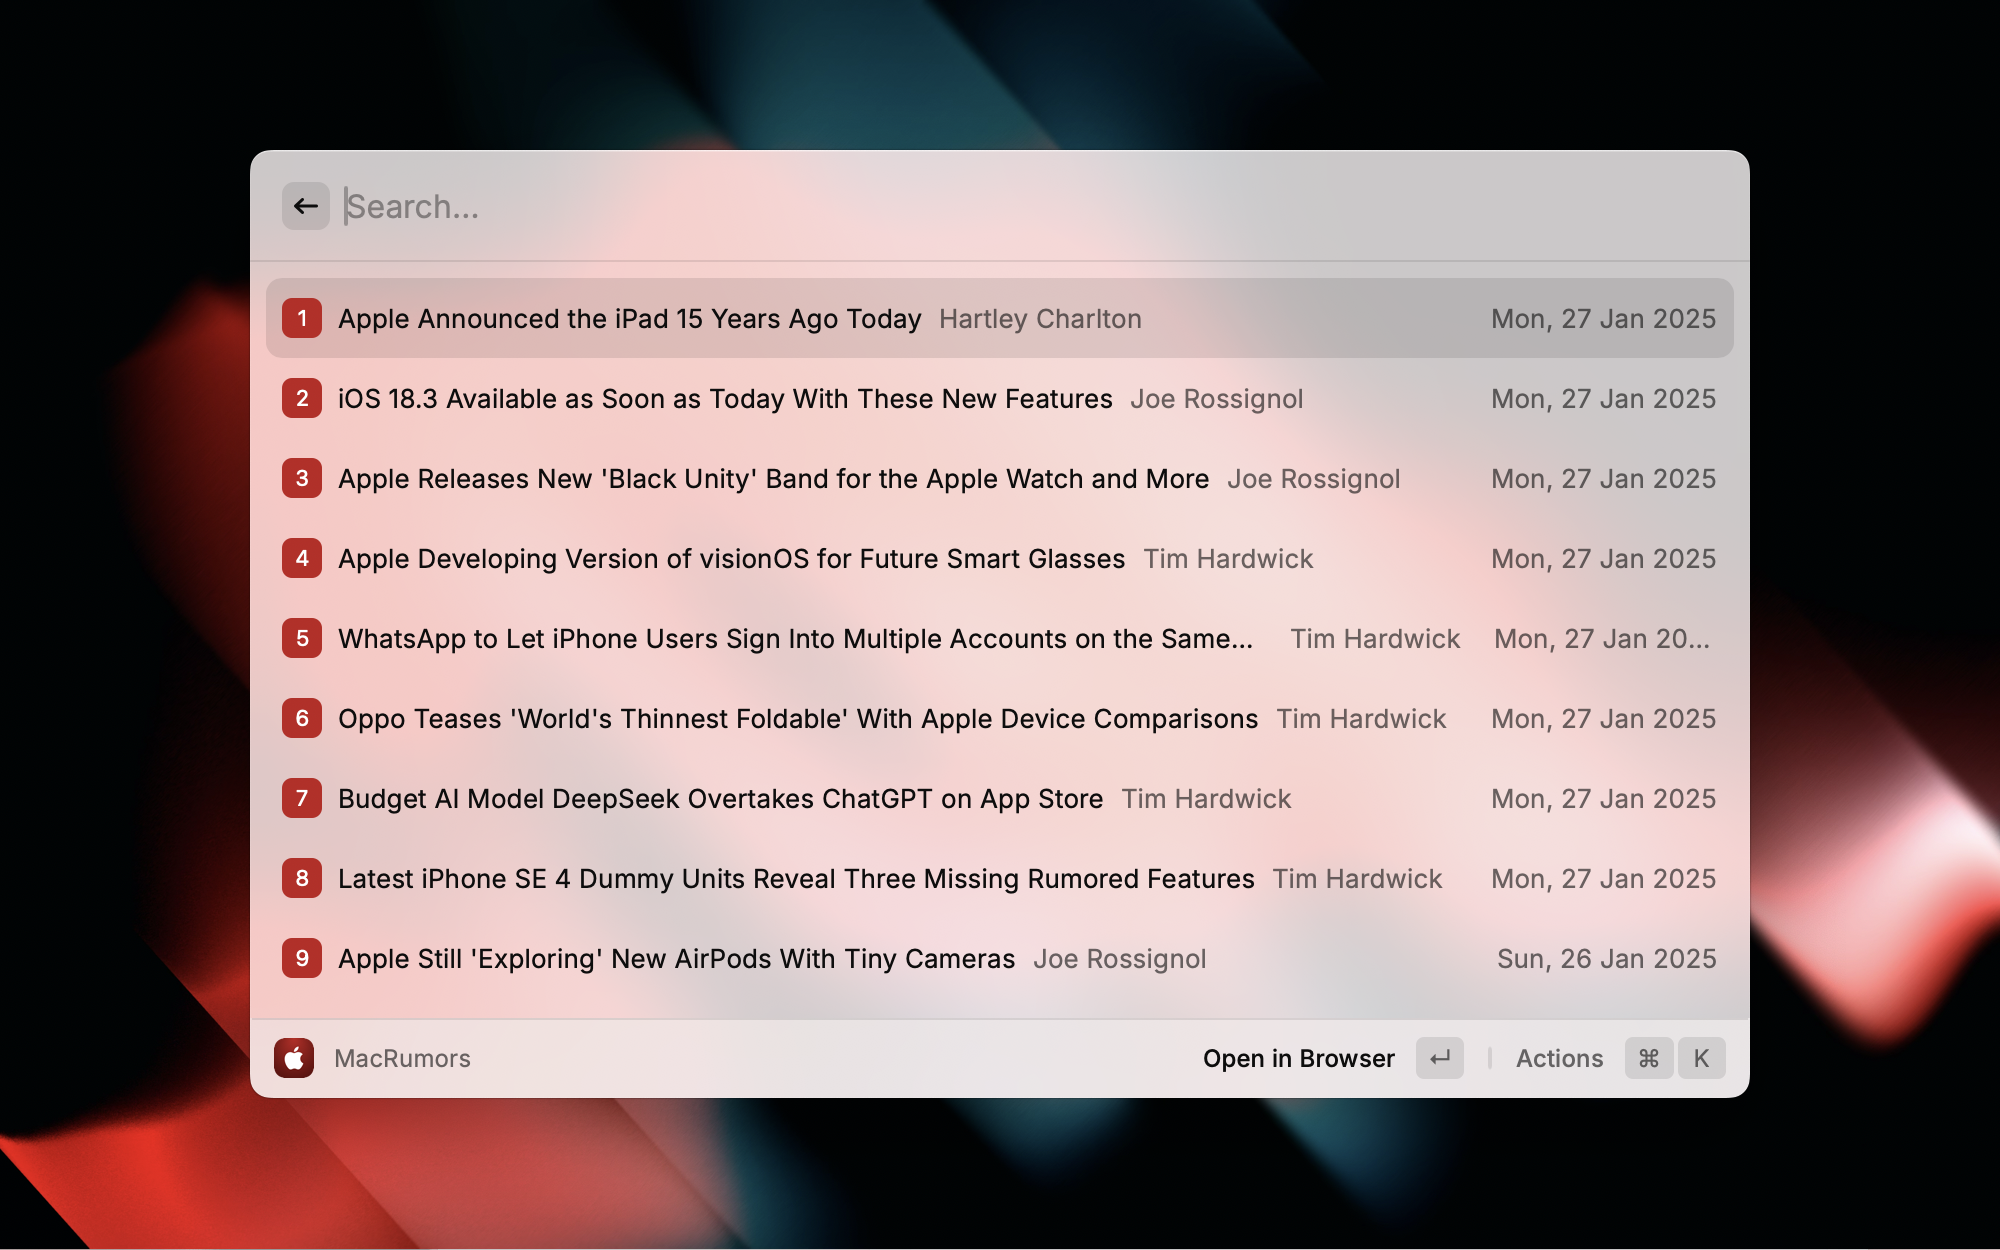 Search...
1 Apple Announced the iPad 15 Years Ago Today Hartley Charlton Mon, 27 Jan 2025
2 iOS 18.3 Available as Soon as Today With These New Features Joe Rossignol Mon, 27 Jan 2025
3 Apple Releases New 'Black Unity' Band for the Apple Watch and More Joe Rossignol Mon, 27 Jan 2025
4 Apple Developing Version of visionOS for Future Smart Glasses Tim Hardwick Mon, 27 Jan 2025
5 WhatsApp to Let iPhone Users Sign Into Multiple Accounts on the Same... Tim Hardwick Mon, 27 Jan 20...
6 Oppo Teases 'World's Thinnest Foldable' With Apple Device Comparisons Tim Hardwick Mon, 27 Jan 2025
7 Budget AI Model DeepSeek Overtakes ChatGPT on App Store Tim Hardwick Mon, 27 Jan 2025
8 Latest iPhone SE 4 Dummy Units Reveal Three Missing Rumored Features Tim Hardwick Mon, 27 Jan 2025
9 Apple Still 'Exploring' New AirPods With Tiny Cameras Joe Rossignol Sun, 26 Jan 2025
MacRumors Open in Browser ↵ Actions ⌘ K